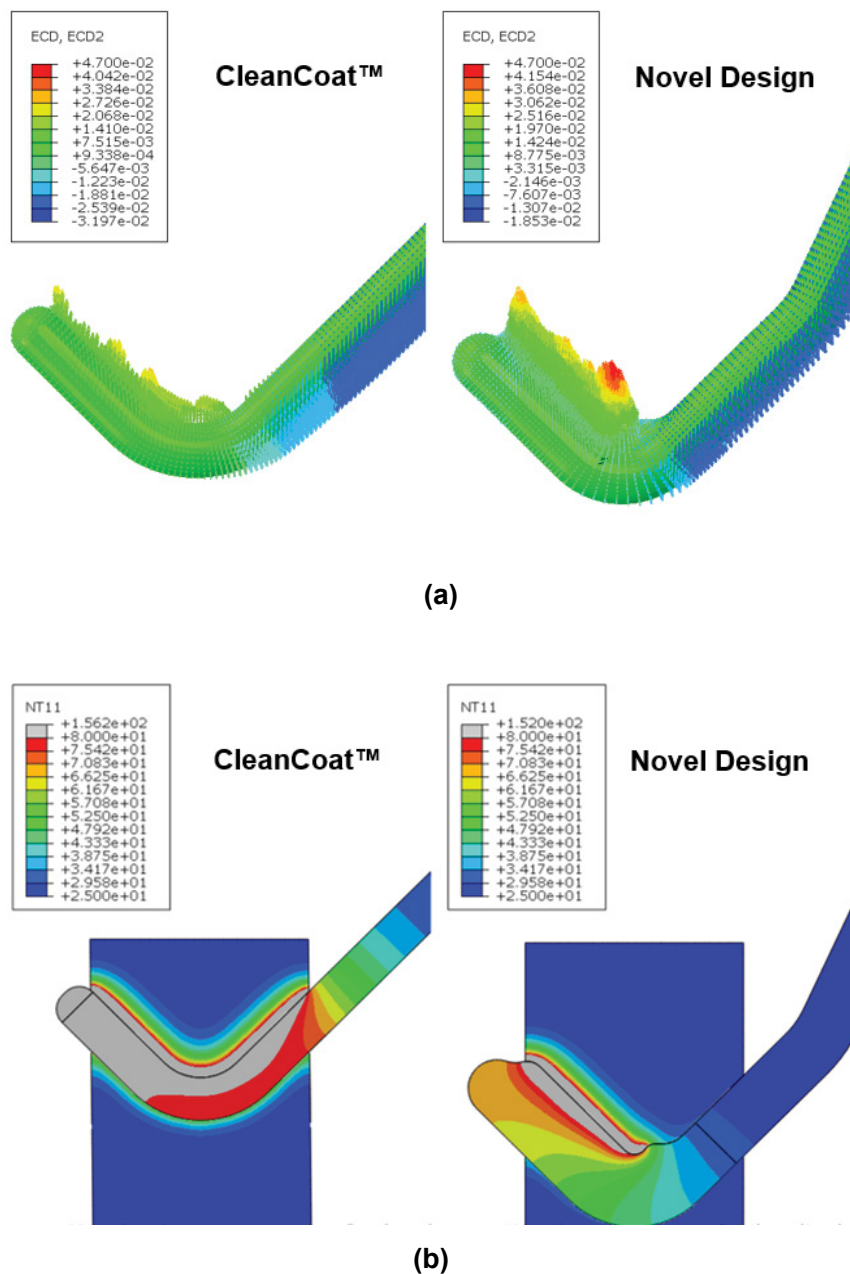 ECD, ECD2
+4.700e-02
+4.042e-02
+3.384e-02
+2.726e-02
+2.068e-02
+1.410e-02
+7.515e-03
+9.338e-04
-5.647e-03
-1.223e-02
-1.881e-02
-2.539e-02
-3.197e-02
CleanCoat™
ECD, ECD2
+4.700e-02
+4.154e-02
+3.608e-02
+3.062e-02
+2.516e-02
+1.970e-02
+1.424e-02
+8.775e-03
+3.315e-03
-2.146e-03
-7.607e-03
-1.307e-02
-1.853e-02
Novel Design
(a)
NT11
+1.562e+02
+8.000e+01
+7.542e+01
+7.083e+01
+6.625e+01
+6.167e+01
+5.708e+01
+5.250e+01
+4.792e+01
+4.333e+01
+3.875e+01
+3.417e+01
+2.958e+01
+2.500e+01
CleanCoat™
NT11
+1.520e+02
+8.000e+01
+7.542e+01
+7.083e+01
+6.625e+01
+6.167e+01
+5.708e+01
+5.250e+01
+4.792e+01
+4.333e+01
+3.875e+01
+3.417e+01
+2.958e+01
+2.500e+01
Novel Design
(b)